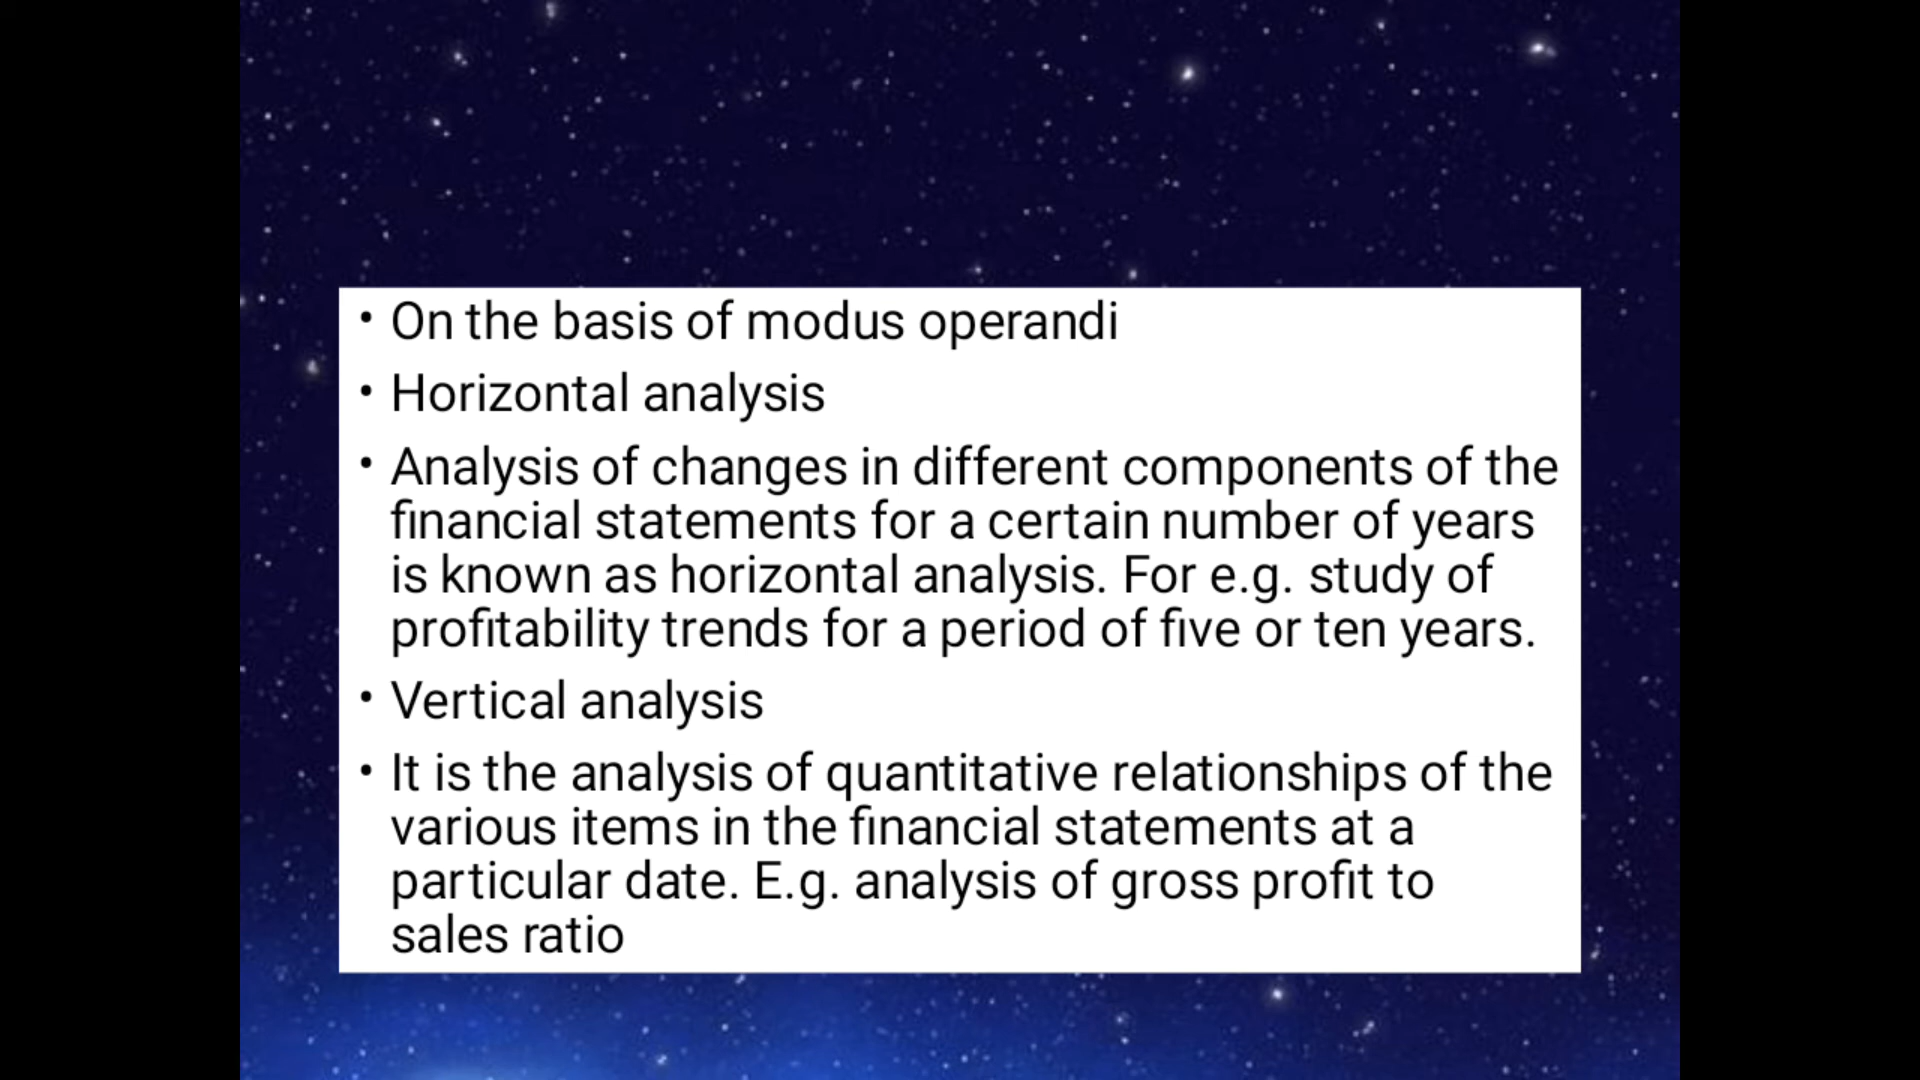 • On the basis of modus operandi
• Horizontal analysis
• Analysis of changes in different components of the
financial statements for a certain number of years
is known as horizontal analysis. For e.g. study of
profitability trends for a period of five or ten years.
• Vertical analysis
• It is the analysis of quantitative relationships of the
various items in the financial statements at a
particular date. E.g. analysis of gross profit to
sales ratio